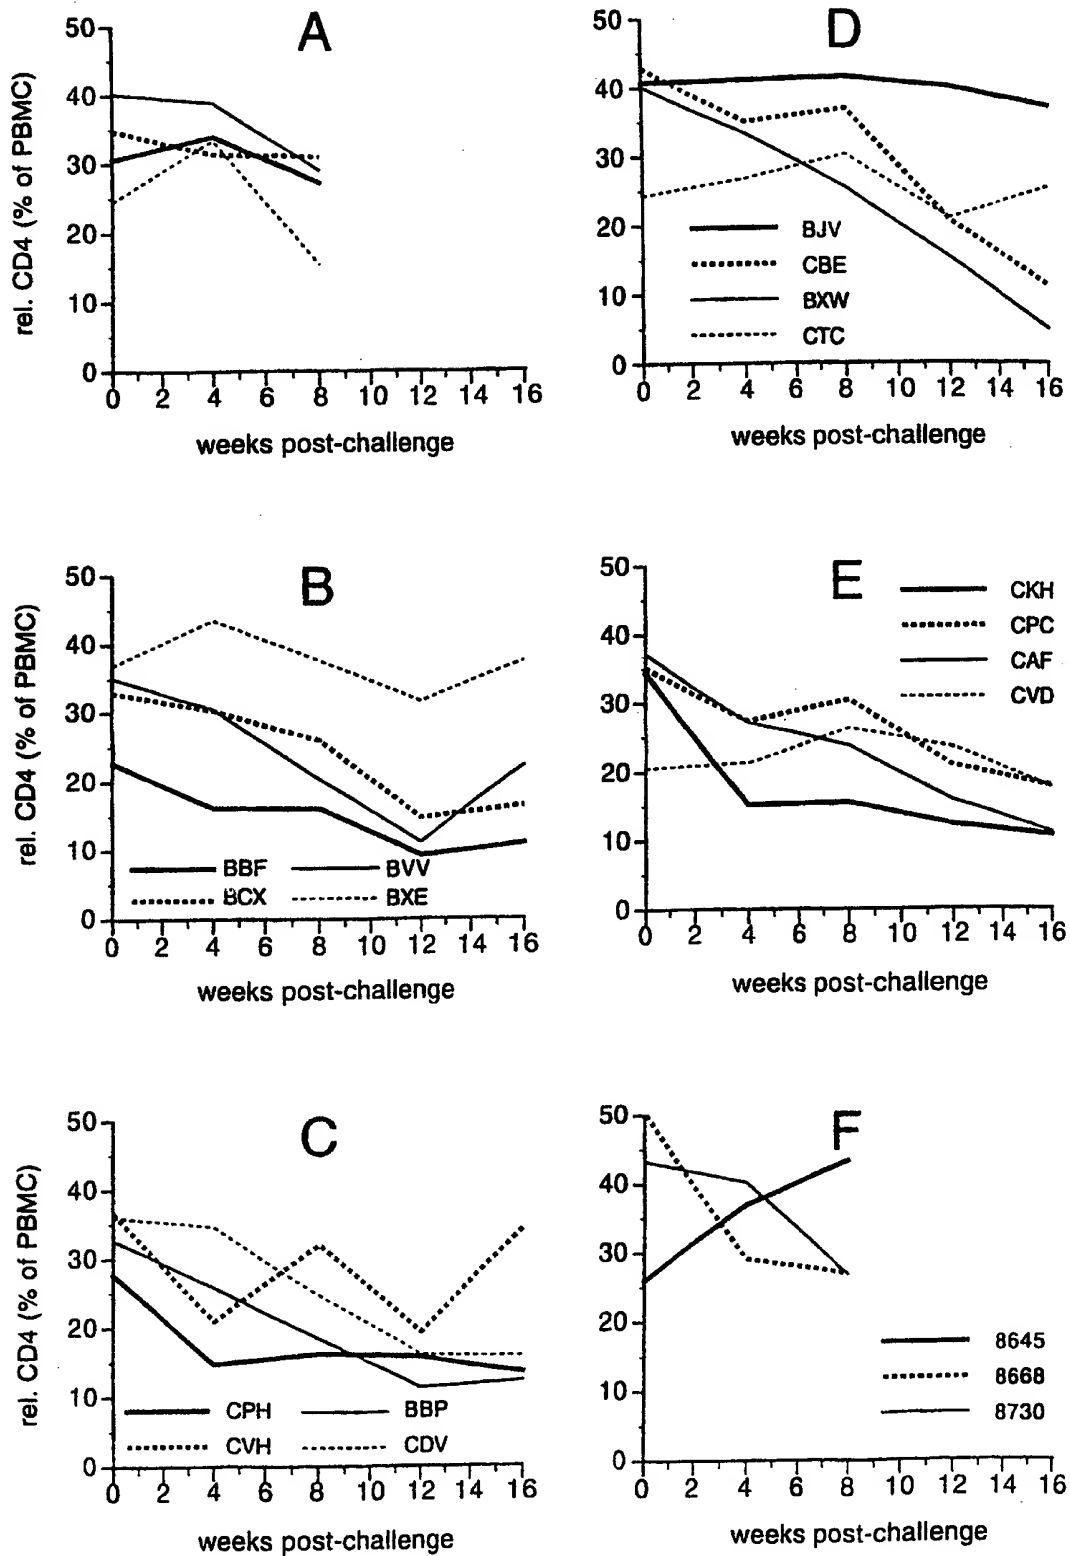 A
rel. CD4 (% of PBMC)
50
40
30
20
10
0
0 2 4 6 8 10 12 14 16
weeks post-challenge
D
50
40
30
20
10
0
BJV
CBE
BXW
CTC
0 2 4 6 8 10 12 14 16
weeks post-challenge
B
rel. CD4 (% of PBMC)
50
40
30
20
10
0
BBF BVV
BCX BXE
0 2 4 6 8 10 12 14 16
weeks post-challenge
E
50
40
30
20
10
0
CKH
CPC
CAF
CVD
0 2 4 6 8 10 12 14 16
weeks post-challenge
C
rel. CD4 (% of PBMC)
50
40
30
20
10
0
CPH BBP
CVH CDV
0 2 4 6 8 10 12 14 16
weeks post-challenge
F
50
40
30
20
10
0
8645
8668
8730
0 2 4 6 8 10 12 14 16
weeks post-challenge